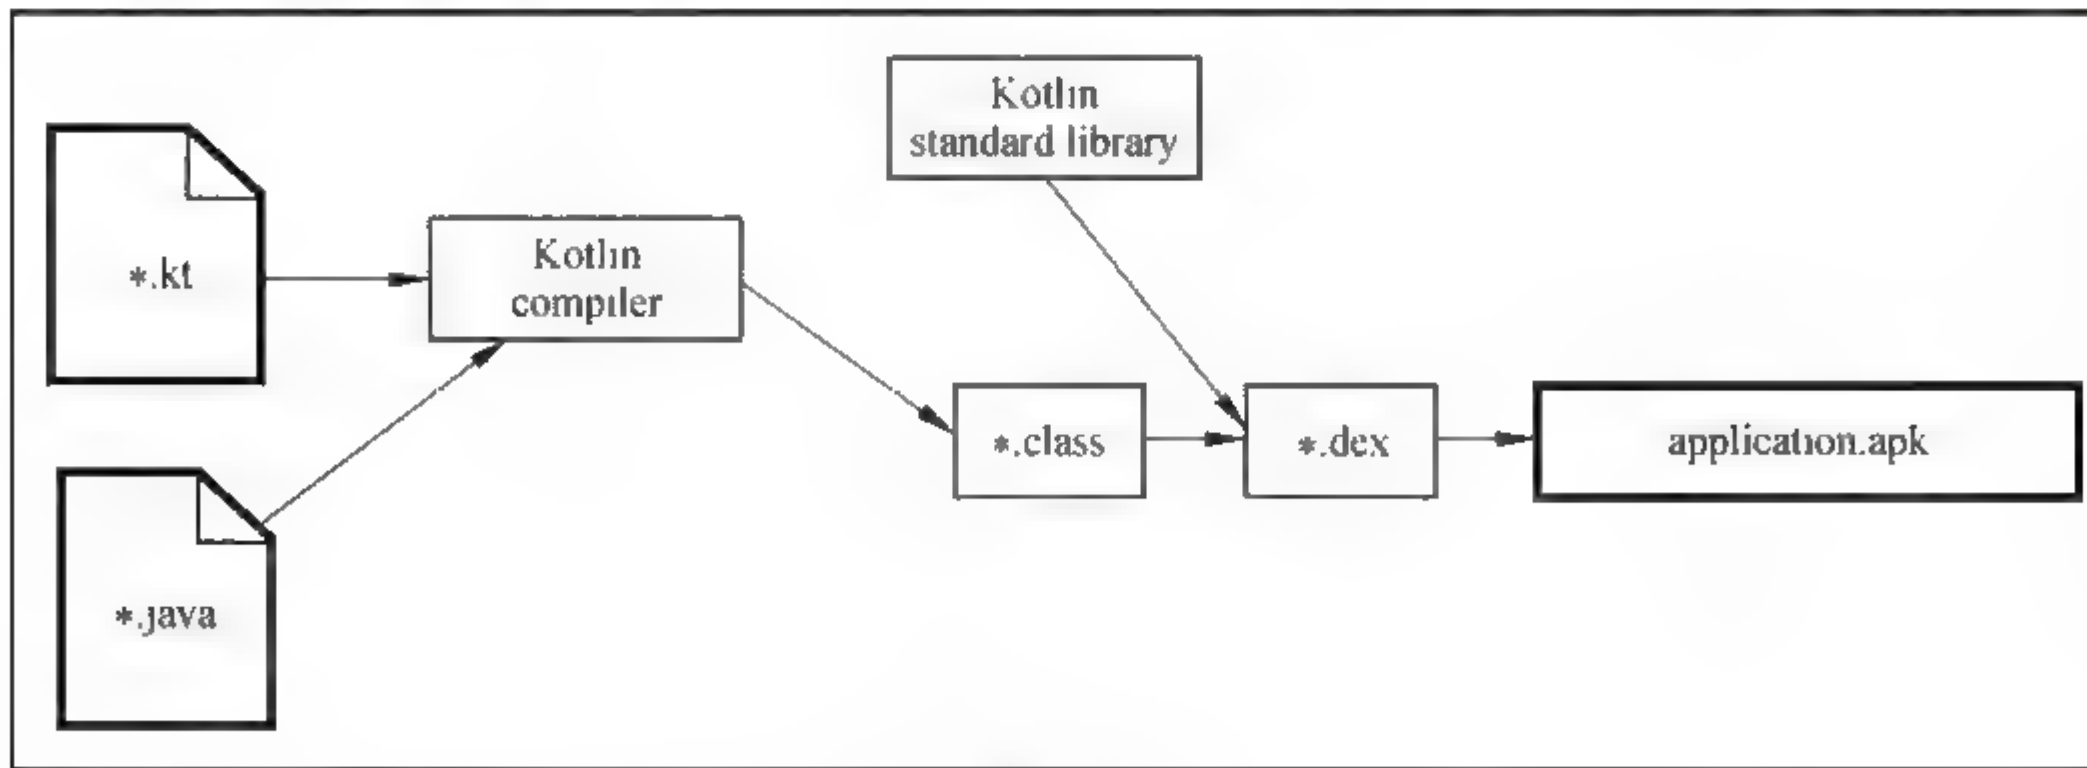 Kotlin
standard library
*.kt
Kotlin
compiler
*.class
*.dex
application.apk
*.java